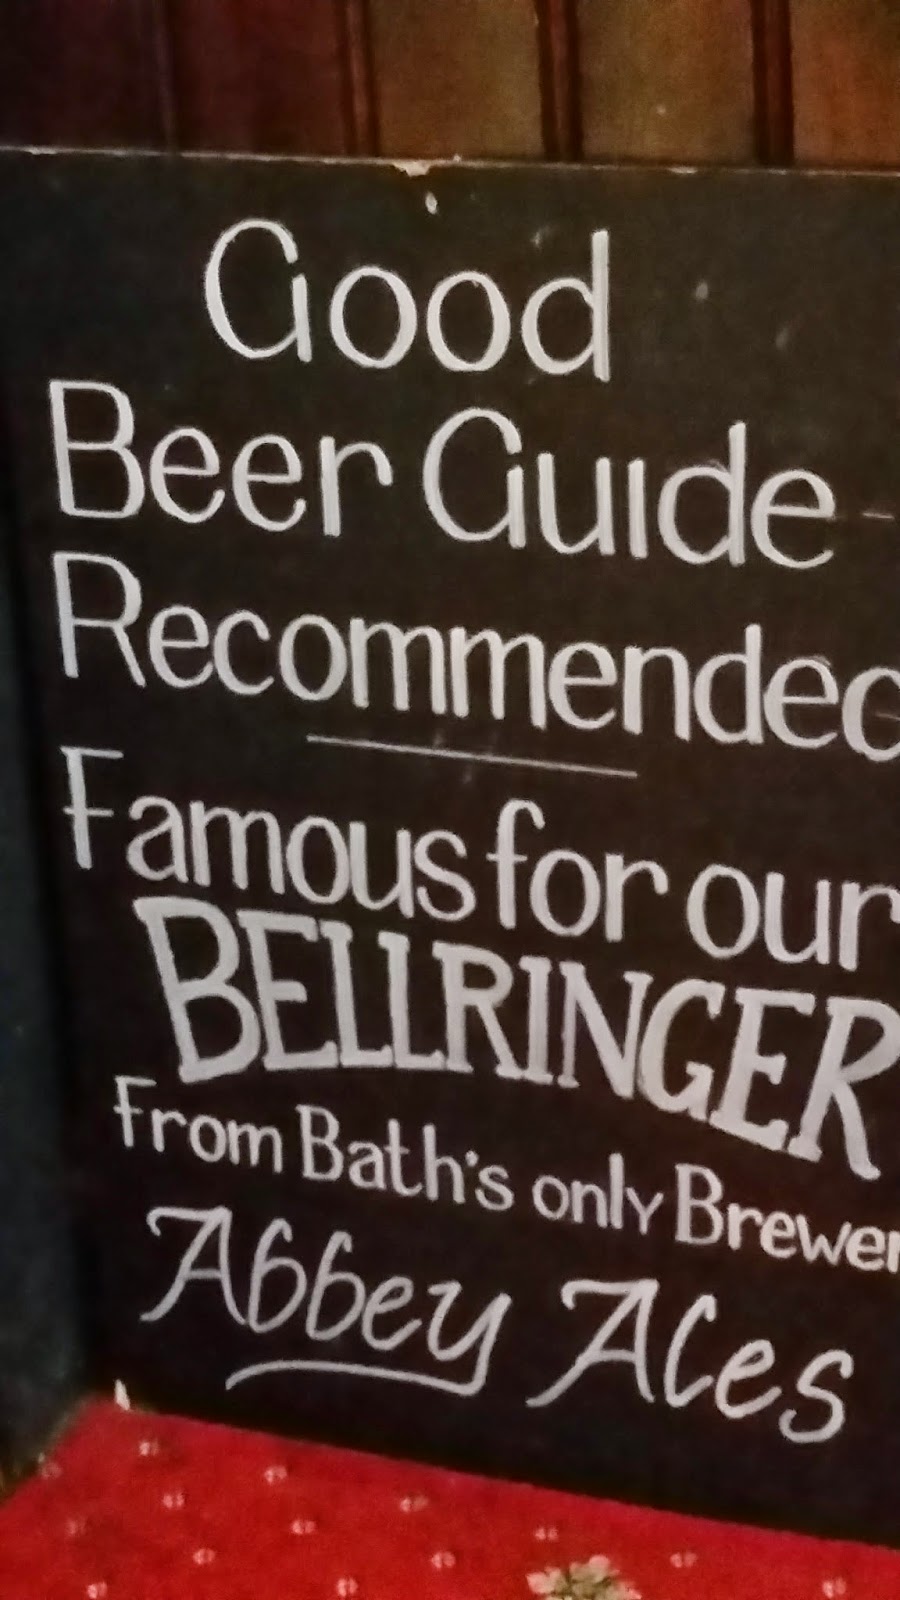 Good
Beer Guide
Recommended
Famous for our
BELLRINGER
From Bath's only Brewer
Abbey Ales